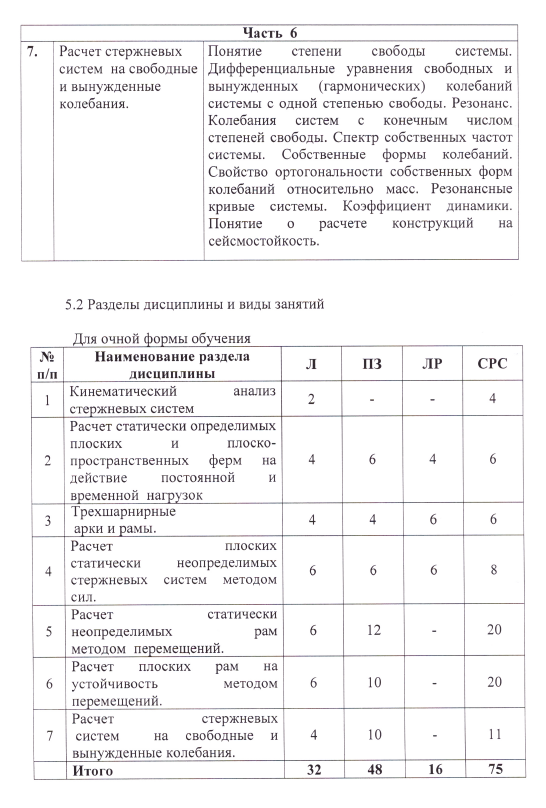 Часть 6
7. Расчет стержневых Понятие степени свободы системы.
систем на свободные Дифференциальные уравнения свободных и
и вынужденные вынужденных (гармонических) колебаний
колебания. системы с одной степенью свободы. Резонанс.
Колебания систем с конечным числом
степеней свободы. Спектр собственных частот
системы. Собственные формы колебаний.
Свойство ортогональности собственных форм
колебаний относительно масс. Резонансные
кривые системы. Коэффициент динамики.
Понятие о расчете конструкций на
сейсмостойкость.
5.2 Разделы дисциплины и виды занятий
Для очной формы обучения
№ Наименование раздела Л ПЗ ЛР СРС
п/п дисциплины
1 Кинематический анализ 2 - - 4
стержневых систем
Расчет статически определимых
плоских и плоско-
2 пространственных ферм на 4 6 4 6
действие постоянной и
временной нагрузок
3 Трехшарнирные 4 4 6 6
арки и рамы.
Расчет плоских
4 статически неопределимых 6 6 6 8
стержневых систем методом
сил.
Расчет статически
5 неопределимых рам 6 12 - 20
методом перемещений.
Расчет плоских рам на
6 устойчивость методом 6 10 - 20
перемещений.
Расчет стержневых
7 систем на свободные и 4 10 - 11
вынужденные колебания.
Итого 32 48 16 75